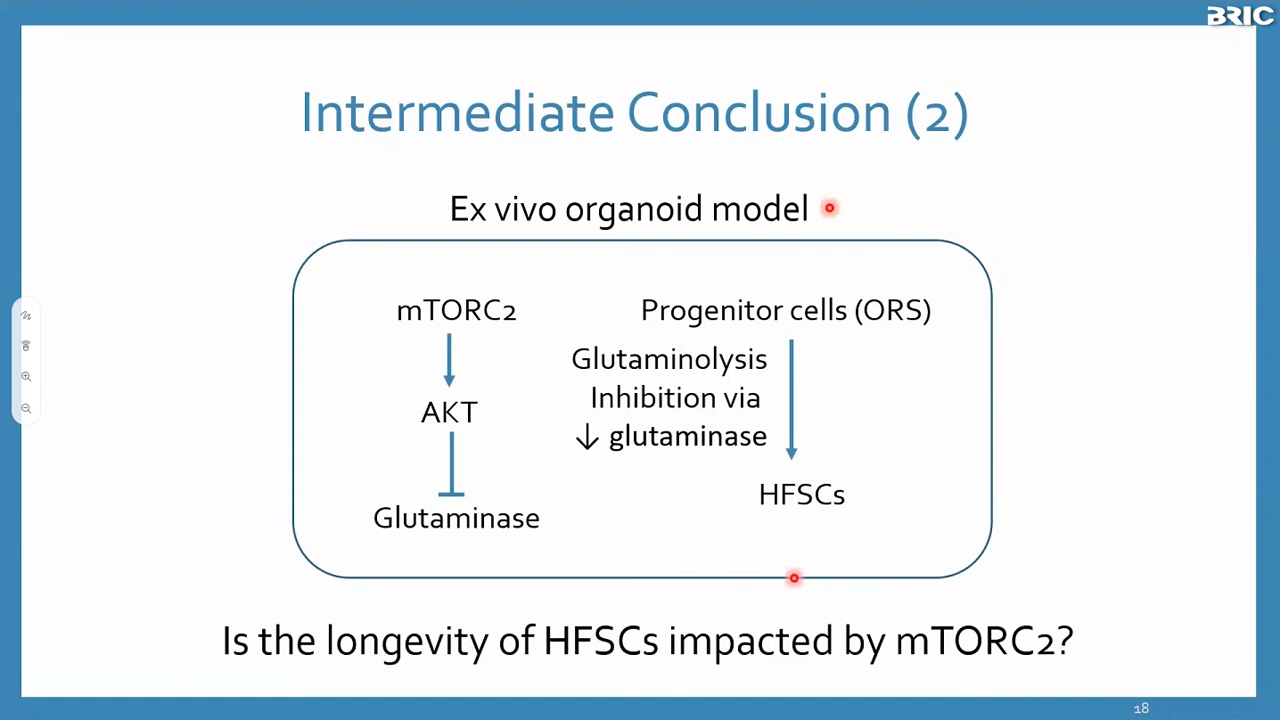 BRIC
Intermediate Conclusion (2)
Ex vivo organoid model
mTORC2
AKT
Glutaminase
Progenitor cells (ORS)
Glutaminolysis
Inhibition via
↓ glutaminase
HFSCs
Is the longevity of HFSCs impacted by mTORC2?
18